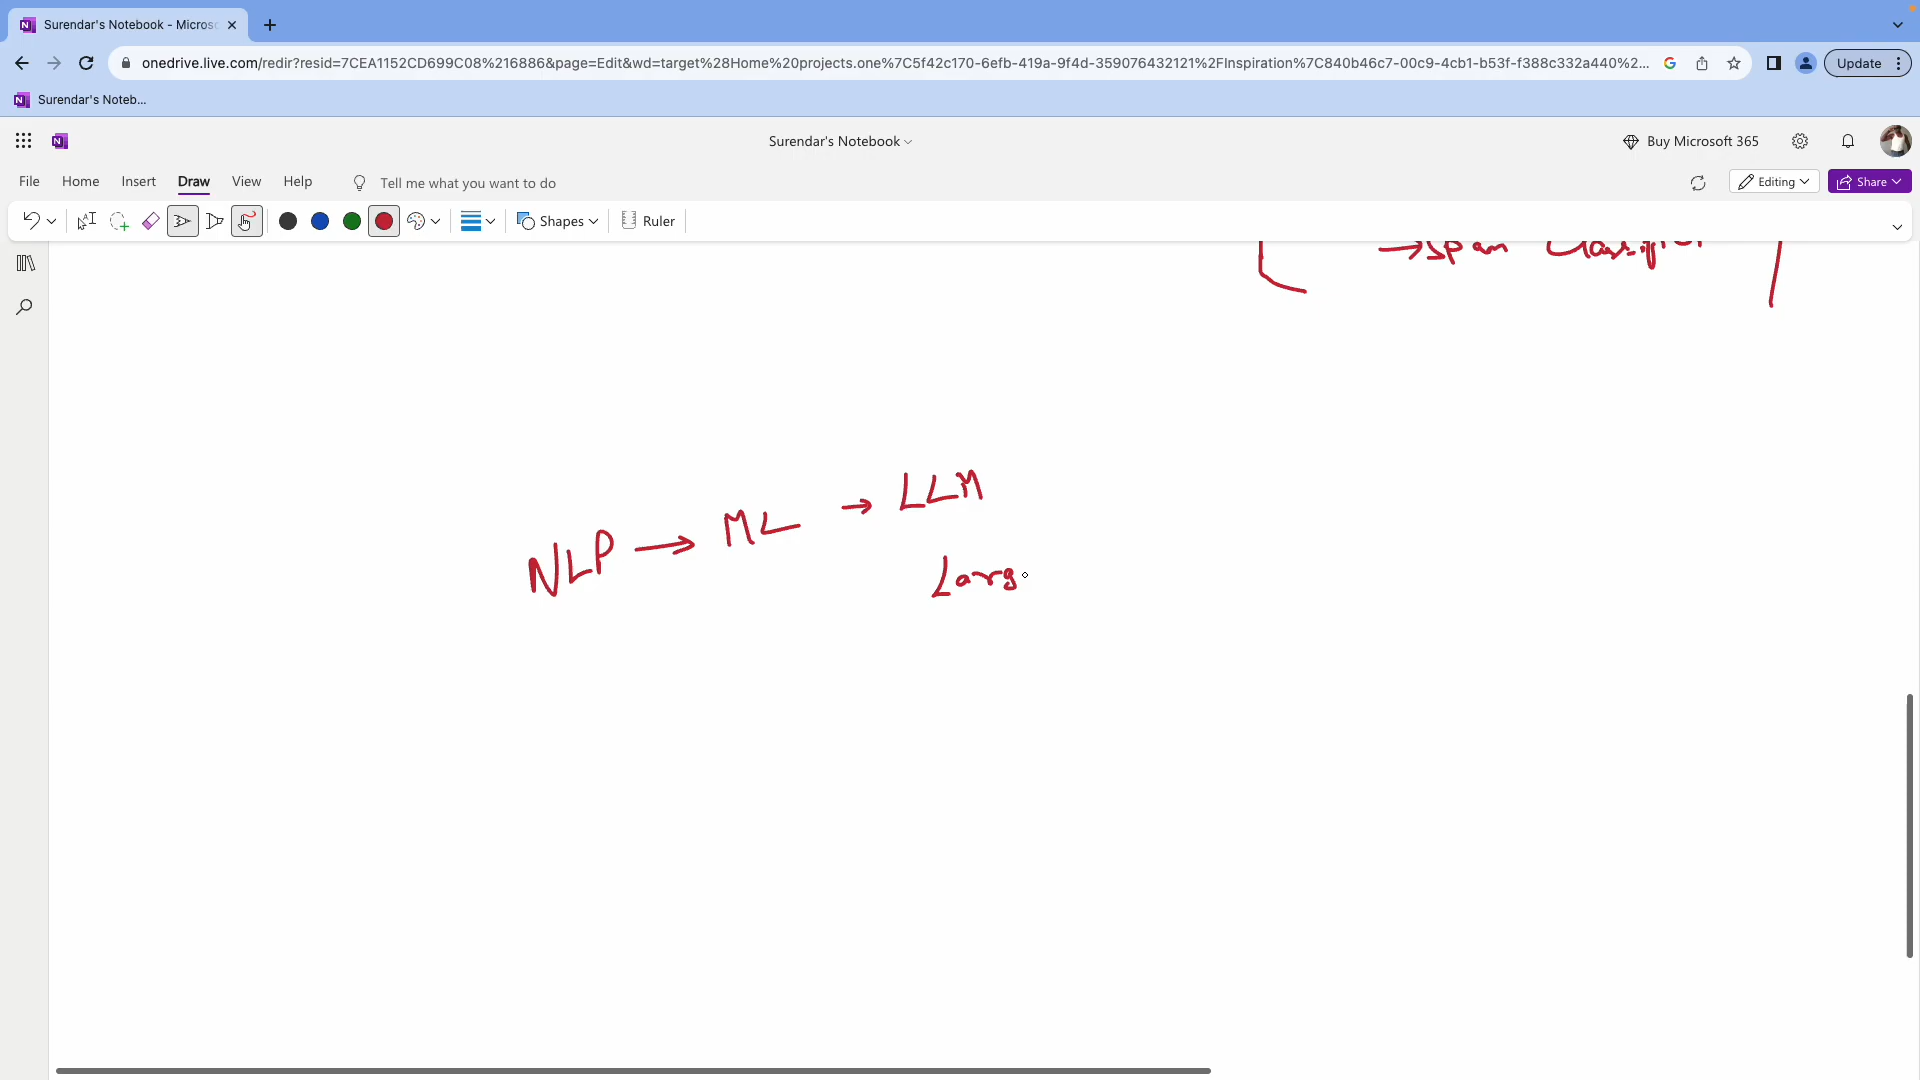 Surendar's Notebook - Micros
onedrive.live.com/redir?resid=7CEA1152CD699C08%216886&page=Edit&wd=target%28Home%20projects.one%7C5f42c170-6efb-419a-9f4d-359076432121%2FInspiration%7C840b46c7-00c9-4cb1-b53f-f388c332a440%2...
Update
Surendar's Noteb...
Surendar's Notebook
Buy Microsoft 365
File Home Insert Draw View Help Tell me what you want to do
Editing Share
Shapes Ruler
→ Spam Classifier
NLP → ML → LLM
Larg